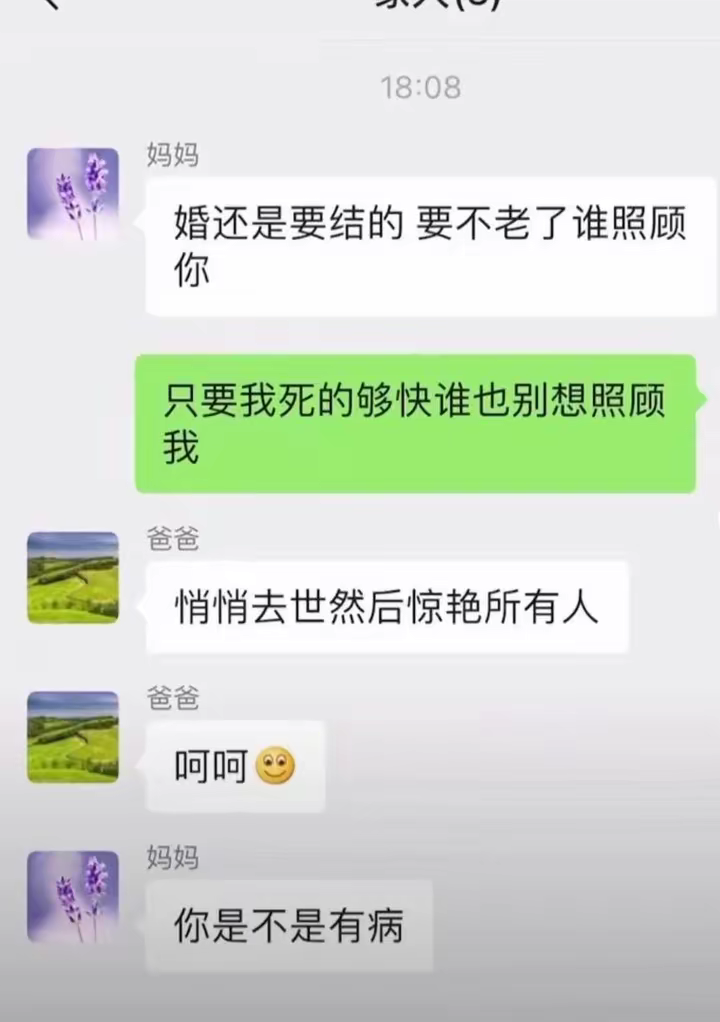 18:08
妈妈
婚还是要结的 要不老了谁照顾
你
只要我死的够快谁也别想照顾
我
爸爸
悄悄去世然后惊艳所有人
爸爸
呵呵
妈妈
你是不是有病